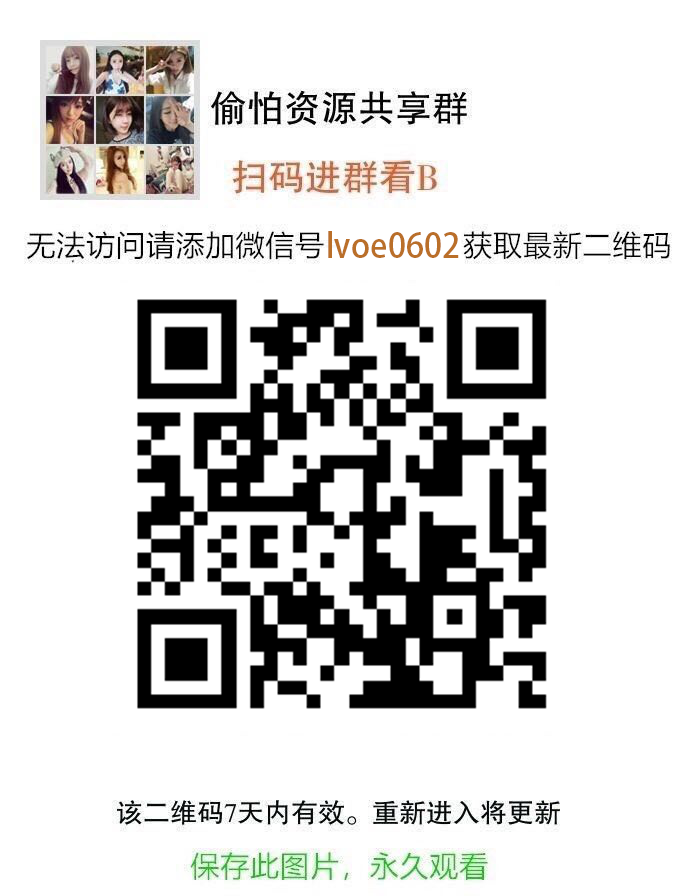 偷怕资源共享群
扫码进群看B
无法访问请添加微信号lvoe0602获取最新二维码
该二维码7天内有效。重新进入将更新
保存此图片，永久观看